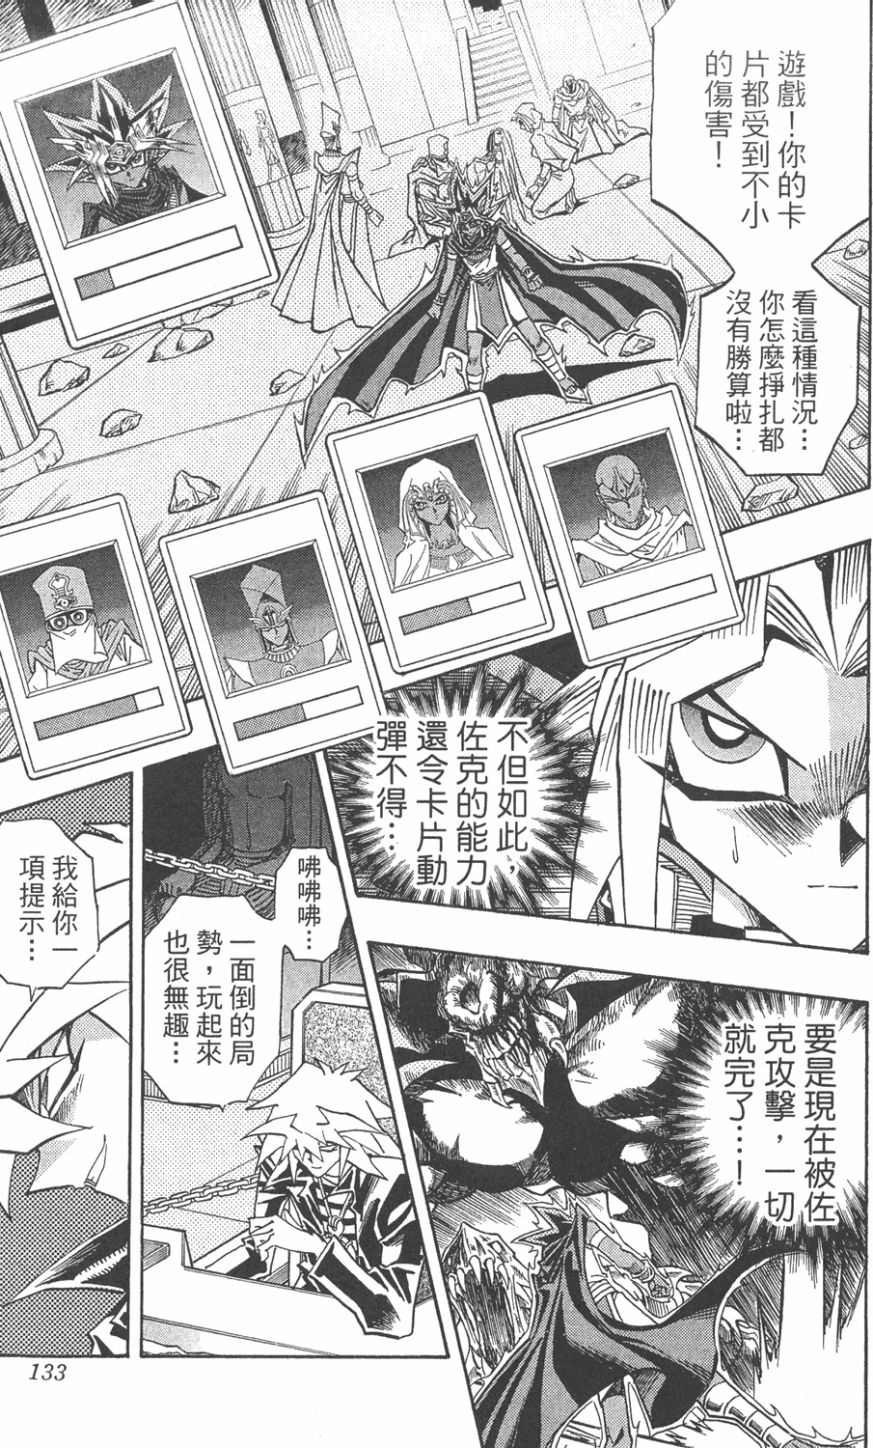 遊戲！你的卡
片都受到不小
的傷害！
看這種情況…
你怎麼掙扎都
沒有勝算啦…
不但如此，
佐克的能力
還令卡片動
彈不得…
要是現在被佐
克攻擊，一切
就完了…！
咈咈咈…
一面倒的局
勢，玩起來
也很無趣…
我給你一
項提示…
133